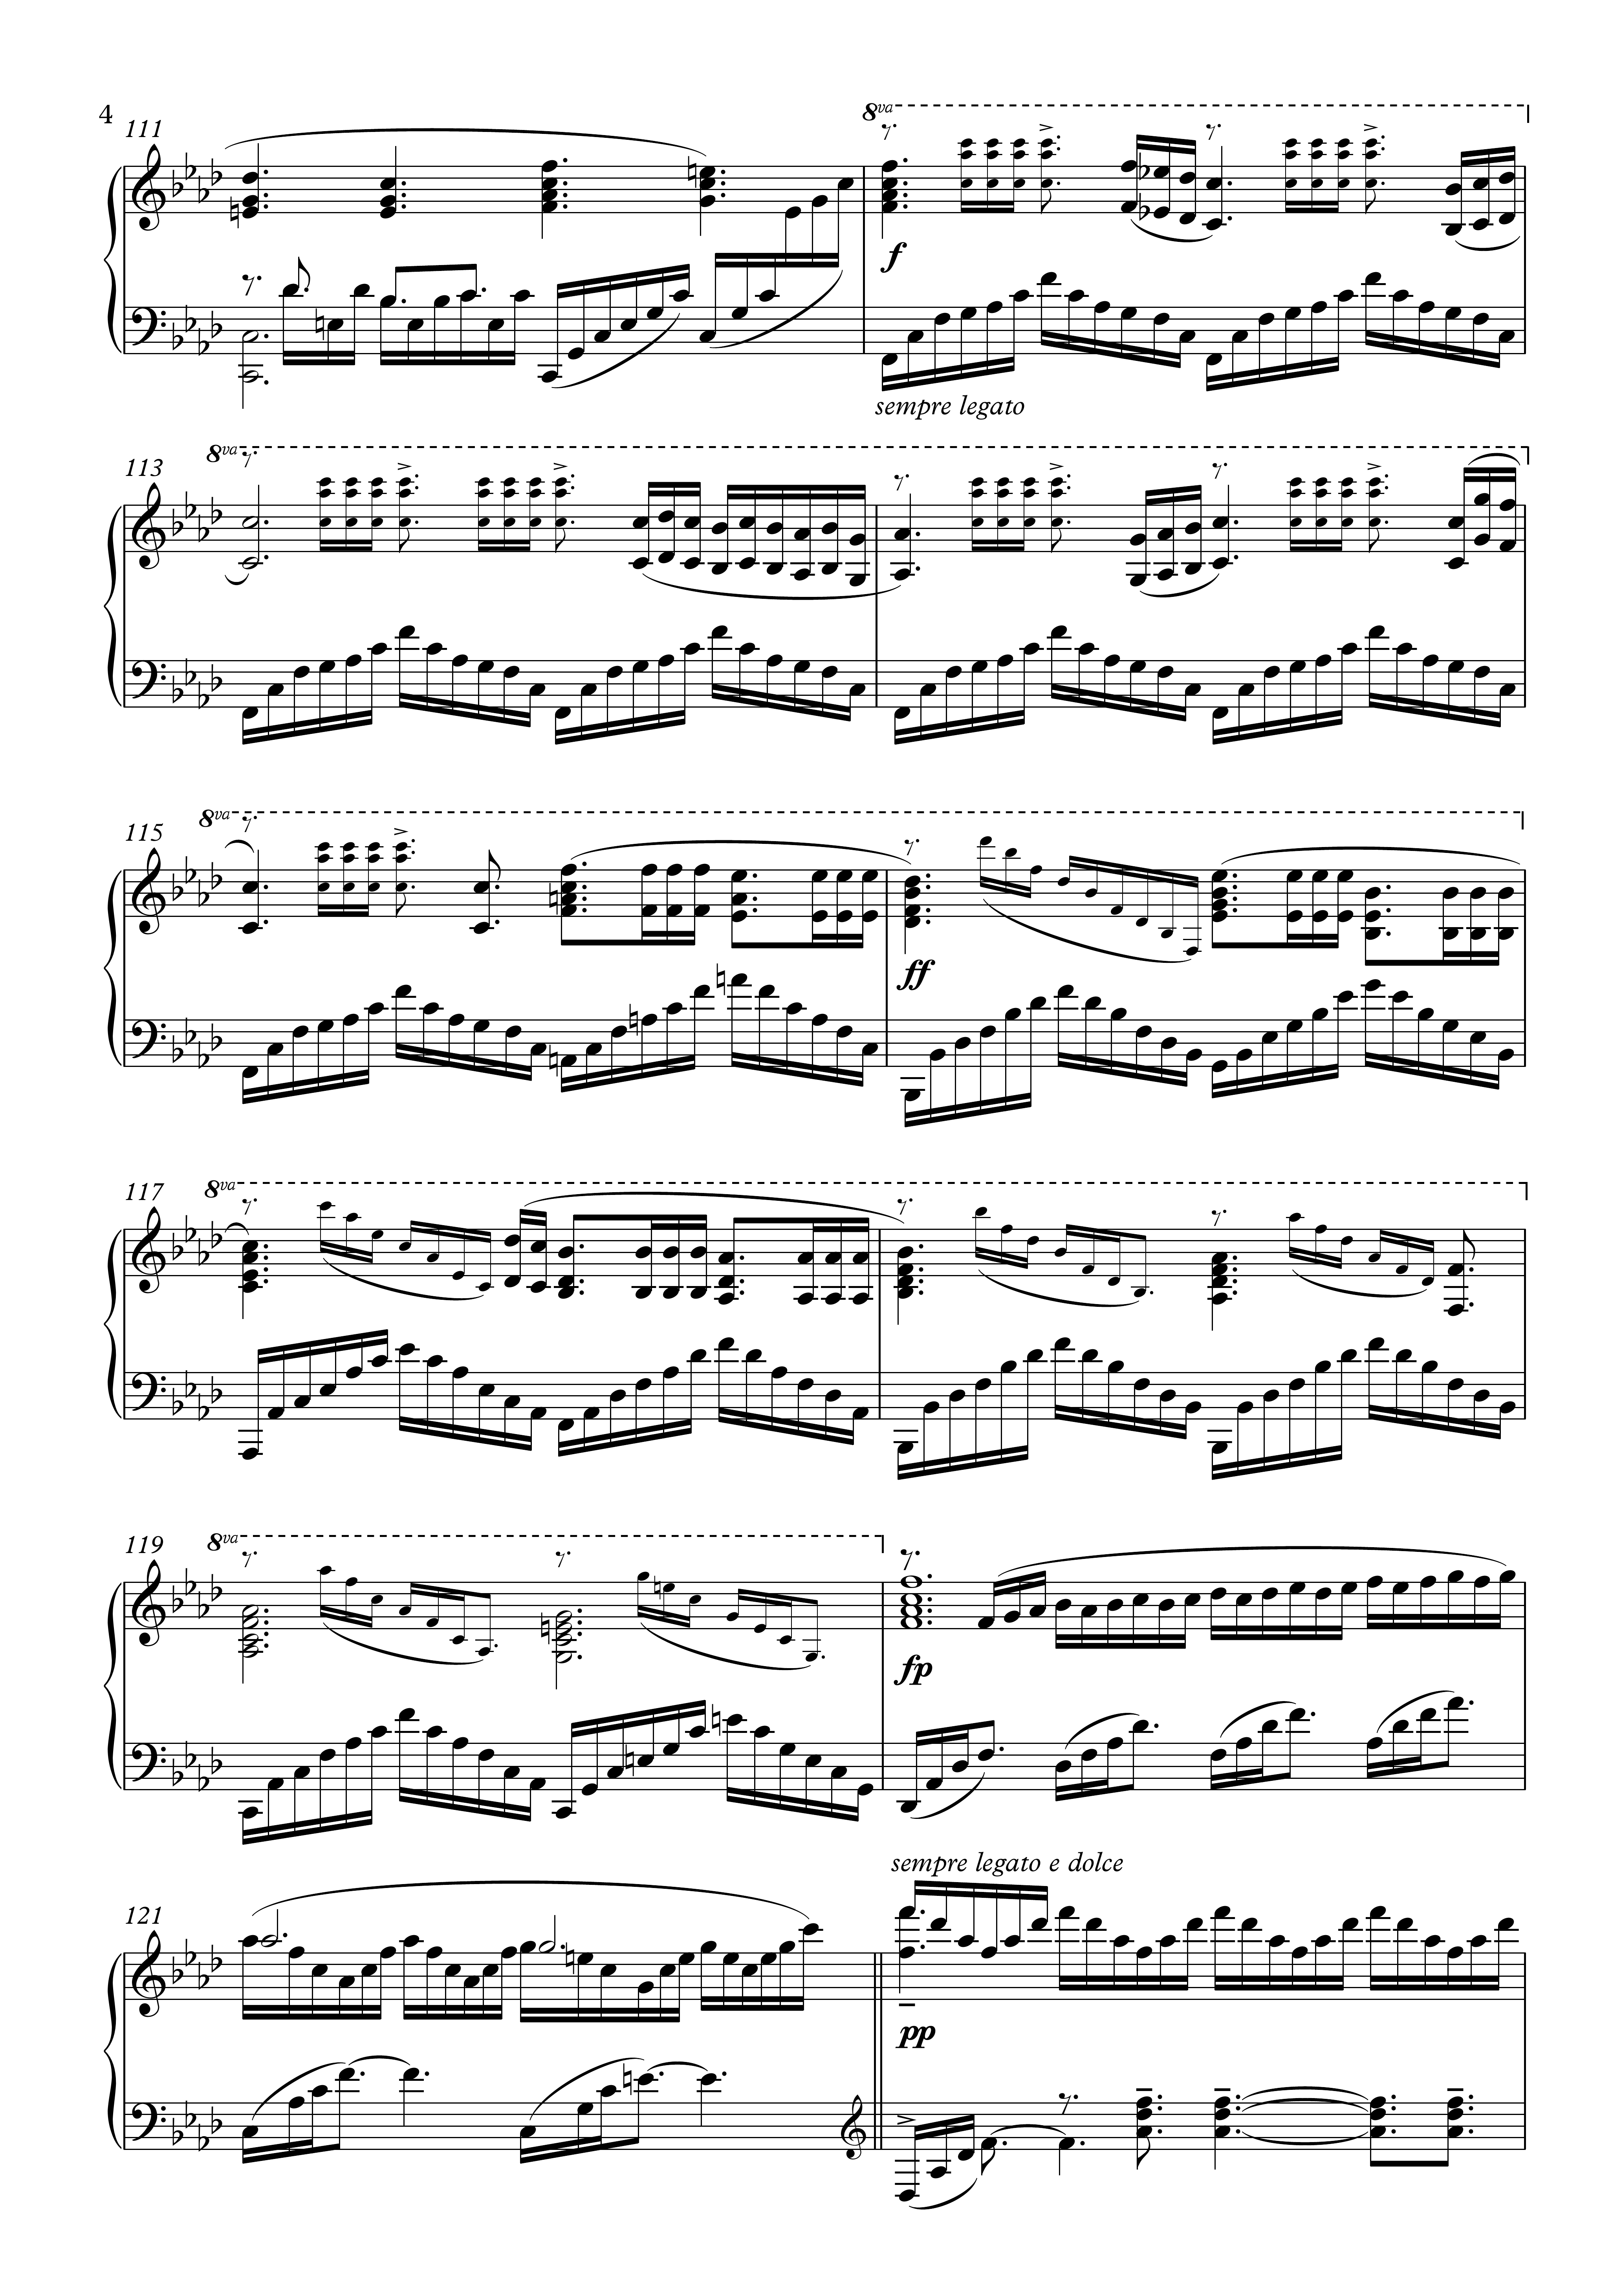 4
111
8va
f
sempre legato
113
8va
115
8va
ff
117
8va
119
8va
fp
sempre legato e dolce
121
pp